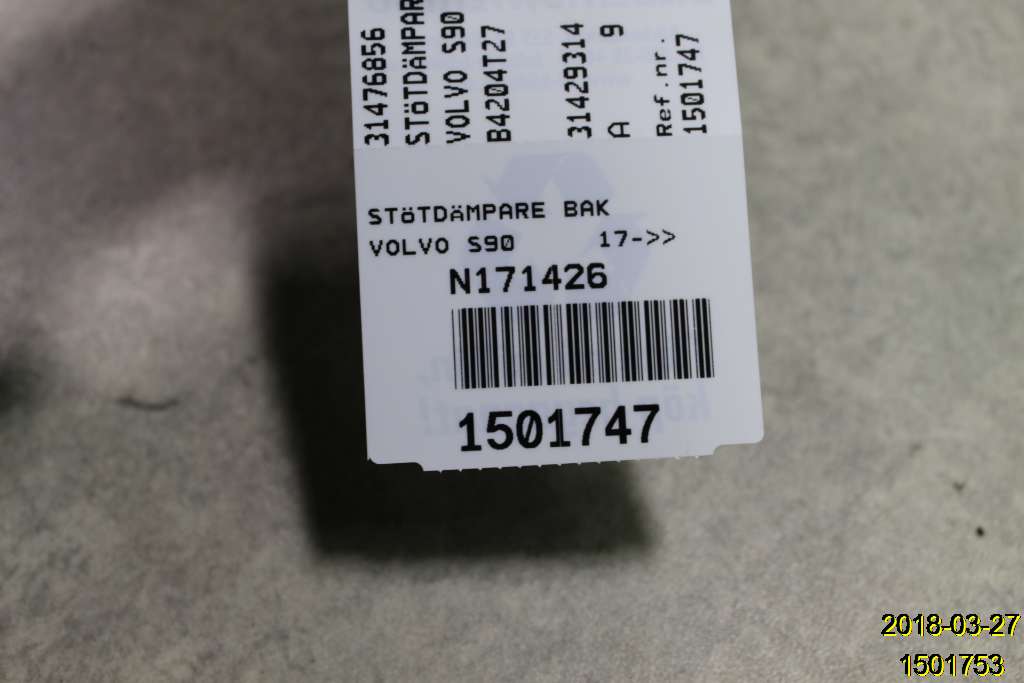 31476856
STÖTDÄMPAR
VOLVO S90
B4204T27
31429314
A 9
Ref.nr.
1501747
STÖTDÄMPARE BAK
VOLVO S90 17->>
N171426
1501747
2018-03-27
1501753